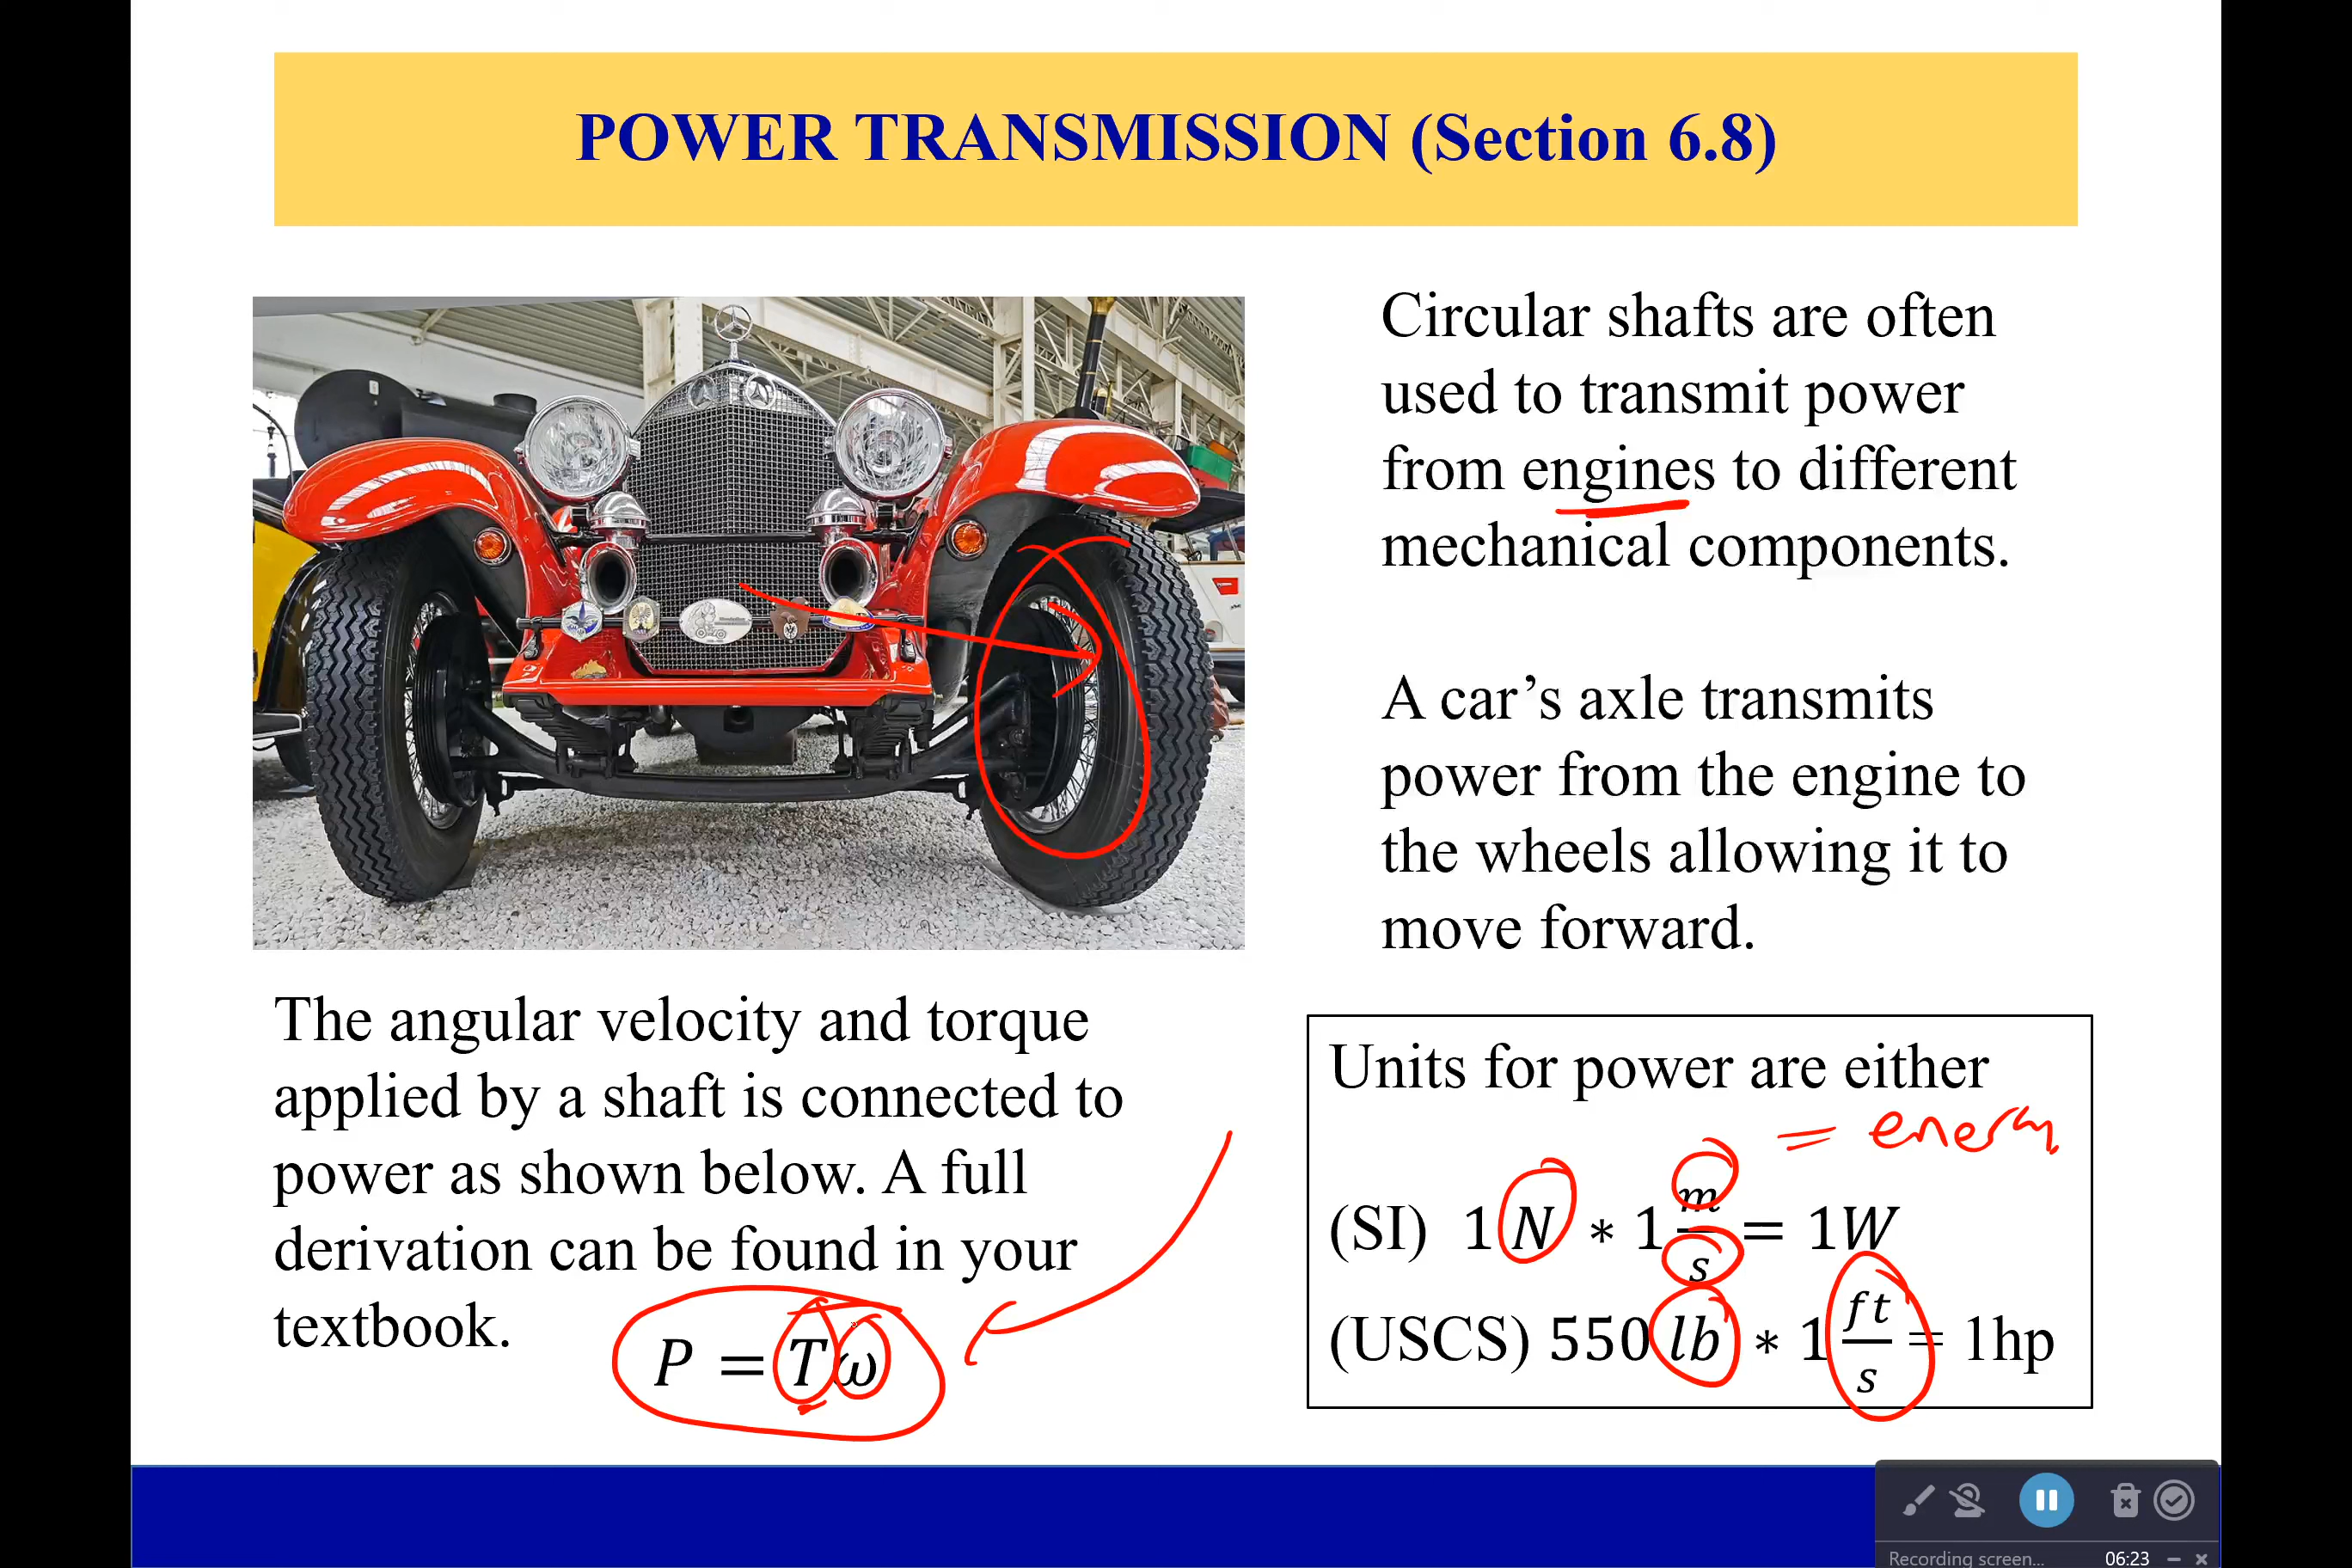 POWER TRANSMISSION (Section 6.8)
Circular shafts are often
used to transmit power
from engines to different
mechanical components.
A car’s axle transmits
power from the engine to
the wheels allowing it to
move forward.
The angular velocity and torque
applied by a shaft is connected to
power as shown below. A full
derivation can be found in your
textbook.
P = Tω
Units for power are either
= energy
(SI) 1N * 1 m/s = 1W
(USCS) 550 lb * 1 ft/s = 1hp
Recording screen... 06:23